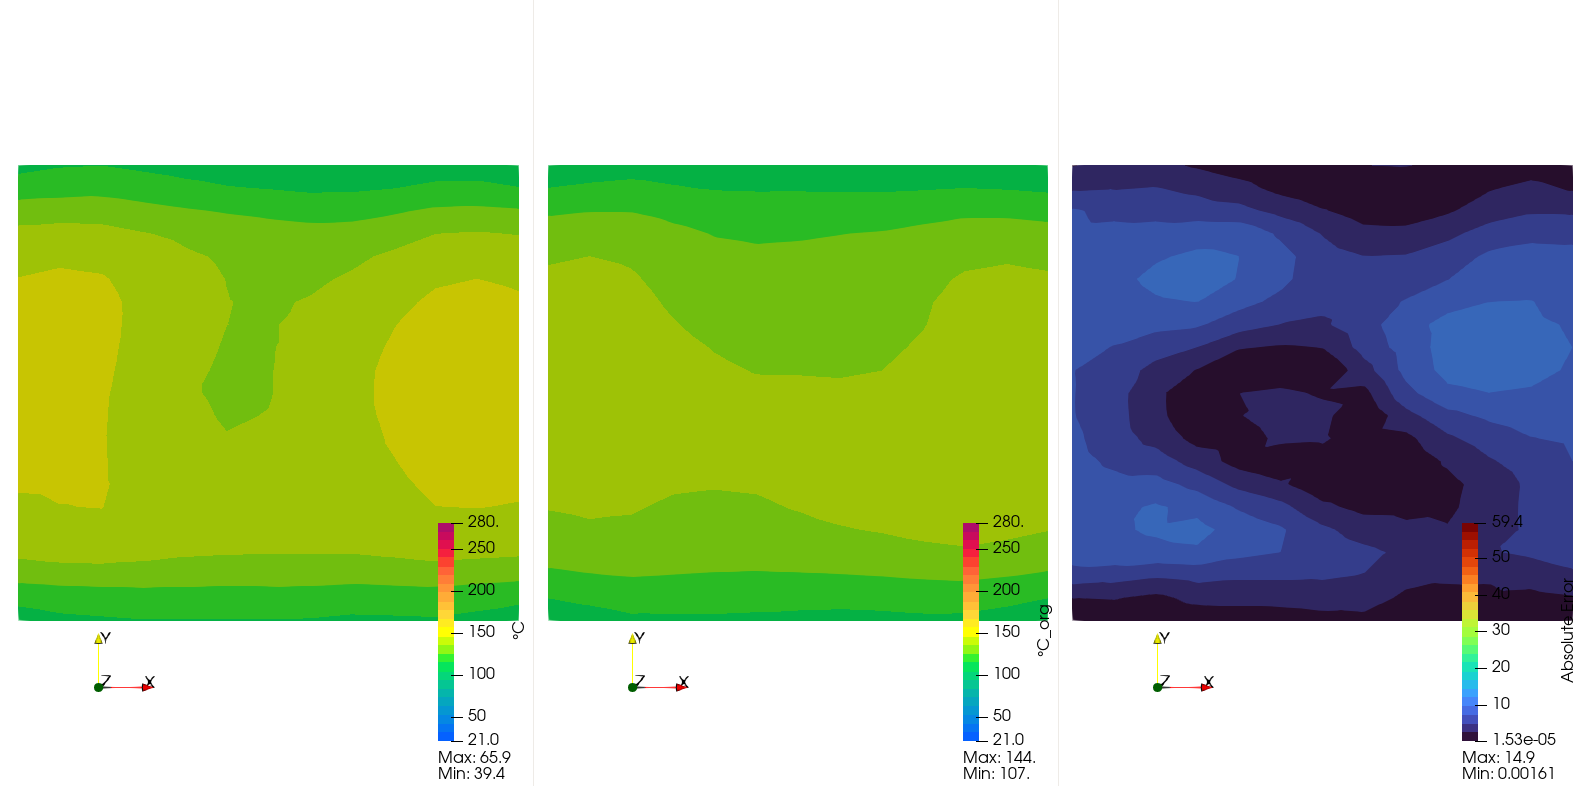 280.
250
200
150
100
50
21.0
°C
Max: 65.9
Min: 39.4
Y
Z
X
280.
250
200
150
100
50
21.0
°C_org
Max: 144.
Min: 107.
Y
Z
X
59.4
50
40
30
20
10
1.53e-05
Absolute Error
Max: 14.9
Min: 0.00161
Y
Z
X